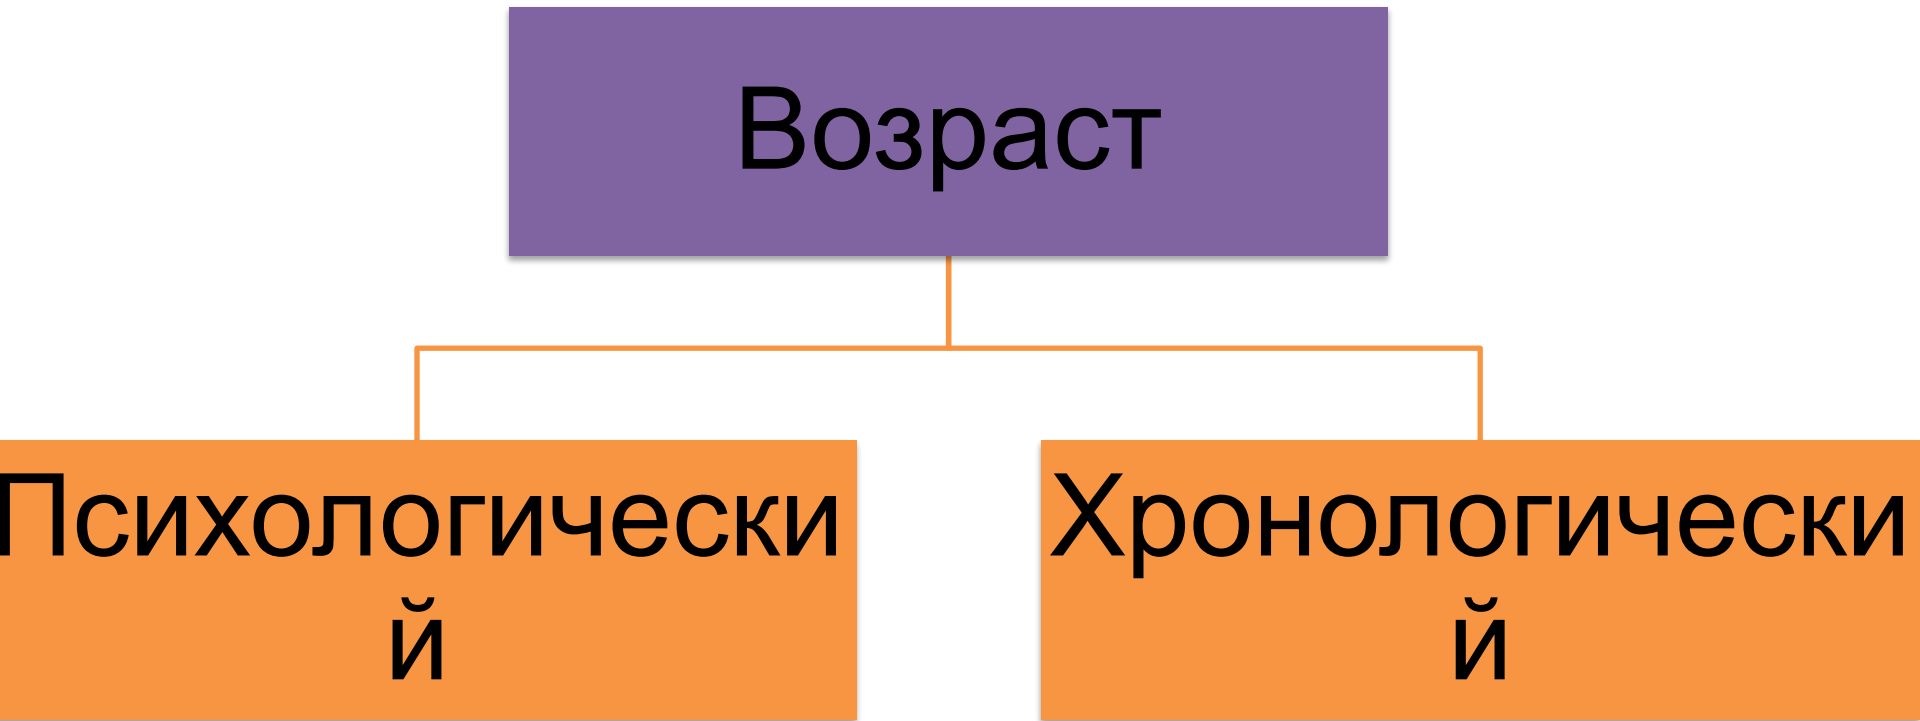 Возраст
Психологически
й
Хронологически
й